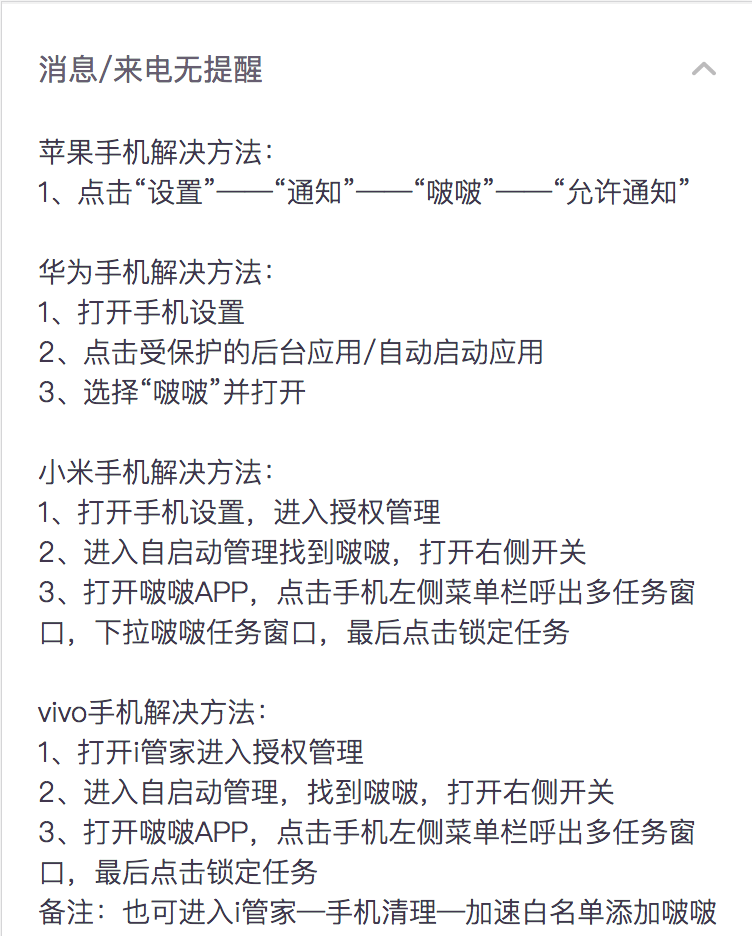 消息/来电无提醒
苹果手机解决方法：
1、点击“设置”——“通知”——“啵啵”——“允许通知”
华为手机解决方法：
1、打开手机设置
2、点击受保护的后台应用/自动启动应用
3、选择“啵啵”并打开
小米手机解决方法：
1、打开手机设置，进入授权管理
2、进入自启动管理找到啵啵，打开右侧开关
3、打开啵啵APP，点击手机左侧菜单栏呼出多任务窗
口，下拉啵啵任务窗口，最后点击锁定任务
vivo手机解决方法：
1、打开i管家进入授权管理
2、进入自启动管理，找到啵啵，打开右侧开关
3、打开啵啵APP，点击手机左侧菜单栏呼出多任务窗
口，最后点击锁定任务
备注：也可进入i管家—手机清理—加速白名单添加啵啵